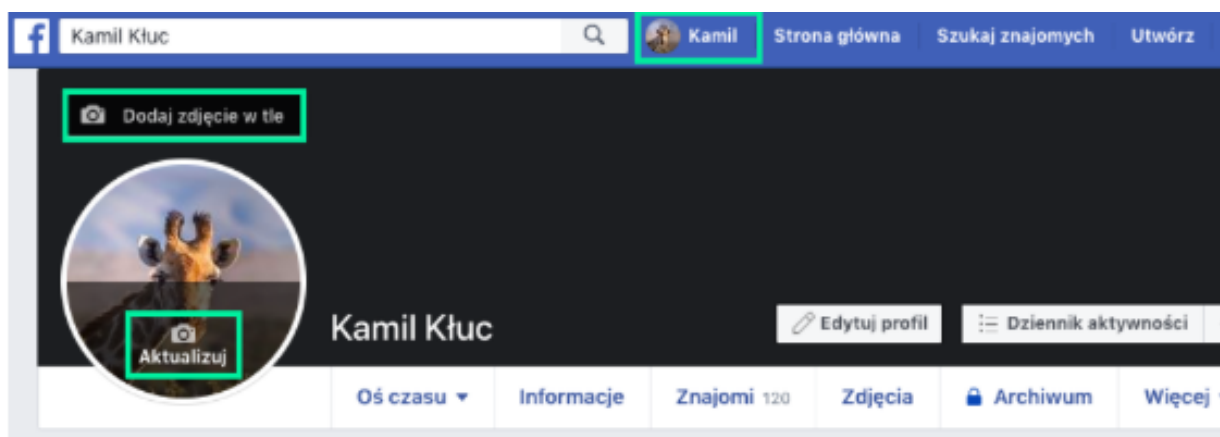 f Kamil Kłuc Kamil Strona główna Szukaj znajomych Utwórz
Dodaj zdjęcie w tle
Aktualizuj
Kamil Kłuc
Edytuj profil Dziennik aktywności
Oś czasu Informacje Znajomi 120 Zdjęcia Archiwum Więcej